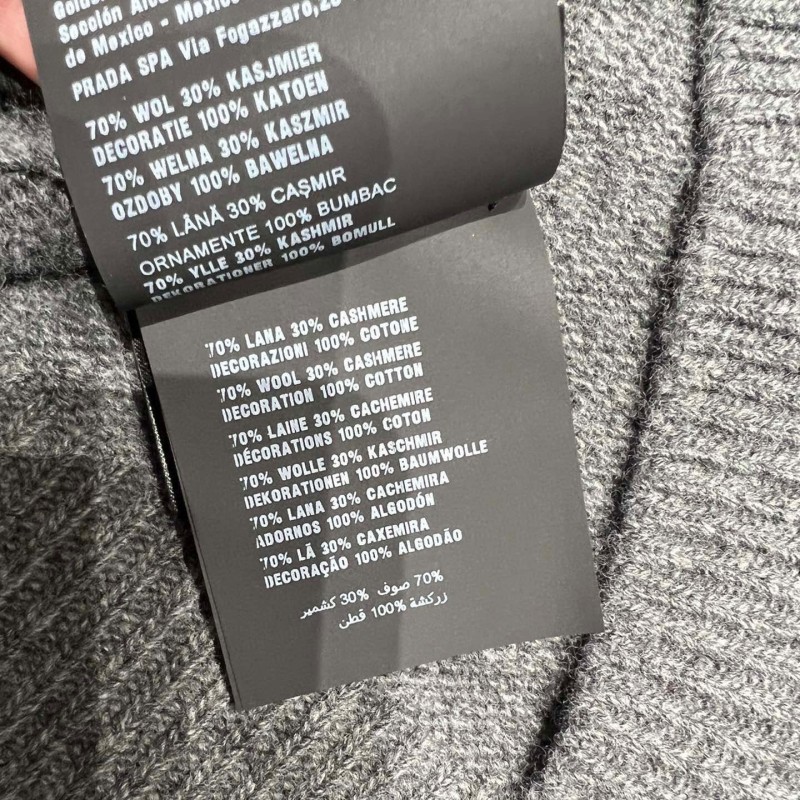 Sección
de Mexico - Mexico
PRADA SPA Via Fogazzaro,
70% WOL 30% KASJMIER
DECORATIE 100% KATOEN
70% WELNA 30% KASZMIR
OZDOBY 100% BAWELNA
70% LÂNĂ 30% CAŞMIR
ORNAMENTE 100% BUMBAC
70% YLLE 30% KASHMIR
DEKORATIONER 100% BOMULL
70% LANA 30% CASHMERE
DECORAZIONI 100% COTONE
70% WOOL 30% CASHMERE
DECORATION 100% COTTON
70% LAINE 30% CACHEMIRE
DÉCORATIONS 100% COTON
70% WOLLE 30% KASCHMIR
DEKORATIONEN 100% BAUMWOLLE
70% LANA 30% CACHEMIRA
ADORNOS 100% ALGODÓN
70% LÃ 30% CAXEMIRA
DECORAÇÃO 100% ALGODÃO
70% صوف 30% كشمير
زركشة 100% قطن